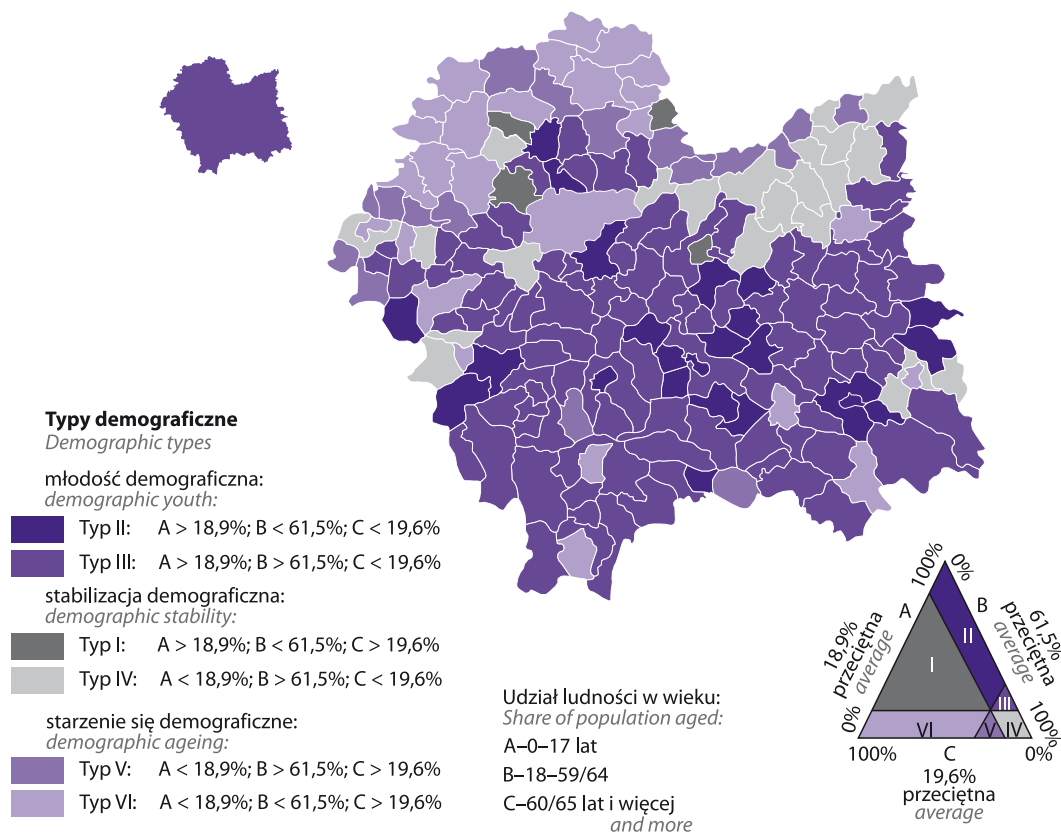 Typy demograficzne
Demographic types
młodość demograficzna:
demographic youth:
Typ II: A > 18,9%; B < 61,5%; C < 19,6%
Typ III: A > 18,9%; B > 61,5%; C < 19,6%
stabilizacja demograficzna:
demographic stability:
Typ I: A > 18,9%; B < 61,5%; C > 19,6%
Typ IV: A < 18,9%; B > 61,5%; C < 19,6%
starzenie się demograficzne:
demographic ageing:
Typ V: A < 18,9%; B > 61,5%; C > 19,6%
Typ VI: A < 18,9%; B < 61,5%; C > 19,6%
Udział ludności w wieku:
Share of population aged:
A–0–17 lat
B–18–59/64
C–60/65 lat i więcej
and more
100%
0%
A
B
18,9%
przeciętna
average
61,5%
przeciętna
average
II
I
III
0%
100%
VI
V
IV
100%
C
0%
19,6%
przeciętna
average